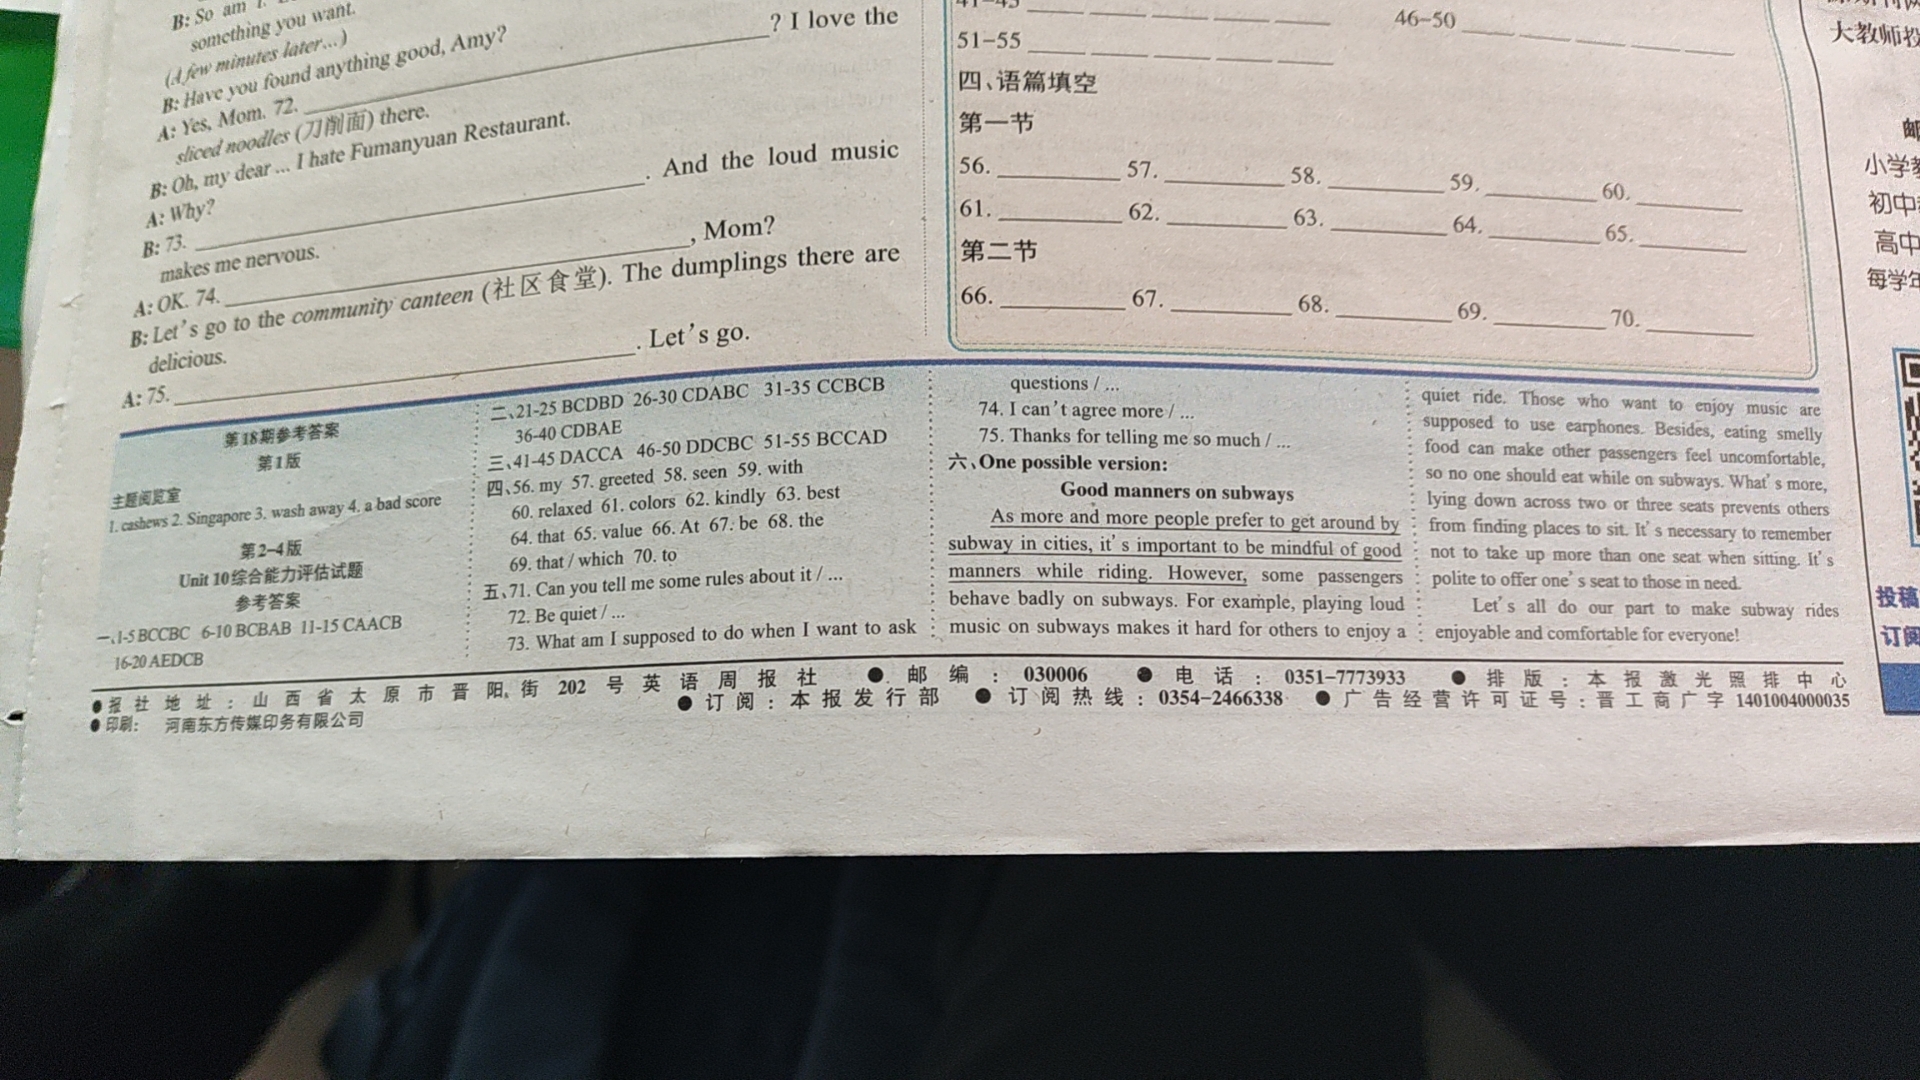 B: So am I.
something you want.
(A few minutes later...)
B: Have you found anything good, Amy?
A: Yes, Mom. 72. ? I love the
sliced noodles (刀削面) there.
B: Oh, my dear ... I hate Fumanyuan Restaurant.
A: Why?
B: 73. . And the loud music
makes me nervous.
A: OK. 74. , Mom?
B: Let's go to the community canteen (社区食堂). The dumplings there are
delicious.
A: 75. . Let's go.
41-45 46-50
51-55
四、语篇填空
第一节
56. 57. 58. 59. 60.
61. 62. 63. 64. 65.
第二节
66. 67. 68. 69. 70.
大教师投
邮
小学教
初中
高中
每学年
投稿
订阅
第18期参考答案
第1版
主题阅览室
1. cashews 2. Singapore 3. wash away 4. a bad score
第2-4版
Unit 10综合能力评估试题
参考答案
一、1-5 BCCBC 6-10 BCBAB 11-15 CAACB
16-20 AEDCB
二、21-25 BCDBD 26-30 CDABC 31-35 CCBCB
36-40 CDBAE
三、41-45 DACCA 46-50 DDCBC 51-55 BCCAD
四、56. my 57. greeted 58. seen 59. with
60. relaxed 61. colors 62. kindly 63. best
64. that 65. value 66. At 67. be 68. the
69. that / which 70. to
五、71. Can you tell me some rules about it / ...
72. Be quiet / ...
73. What am I supposed to do when I want to ask
questions / ...
74. I can't agree more / ...
75. Thanks for telling me so much / ...
六、One possible version:
Good manners on subways
As more and more people prefer to get around by
subway in cities, it's important to be mindful of good
manners while riding. However, some passengers
behave badly on subways. For example, playing loud
music on subways makes it hard for others to enjoy a
quiet ride. Those who want to enjoy music are
supposed to use earphones. Besides, eating smelly
food can make other passengers feel uncomfortable,
so no one should eat while on subways. What's more,
lying down across two or three seats prevents others
from finding places to sit. It's necessary to remember
not to take up more than one seat when sitting. It's
polite to offer one's seat to those in need.
Let's all do our part to make subway rides
enjoyable and comfortable for everyone!
●报社地址：山西省太原市晋阳街202号英语周报社 ●邮编：030006 ●电话：0351-7773933 ●排版：本报激光照排中心
●印刷：河南东方传媒印务有限公司 ●订阅：本报发行部 ●订阅热线：0354-2466338 ●广告经营许可证号：晋工商广字1401004000035